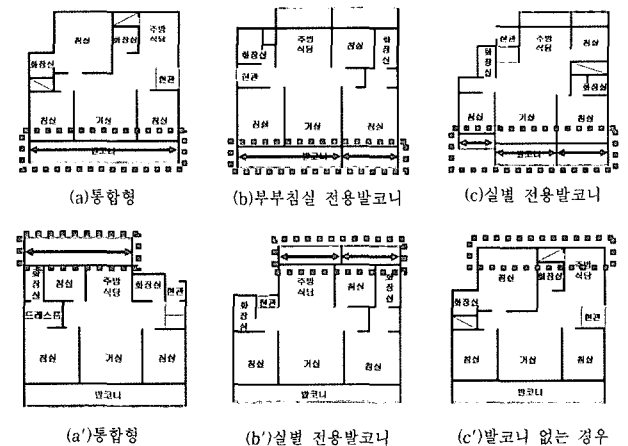 침실
화장실
주방
식당
화장실
현관
침실
거실
침실
발코니
(a)통합형
화장실
주방
식당
침실
화장실
현관
침실
거실
침실
발코니
(b)부부침실 전용발코니
현관
주방
식당
침실
화장실
화장실
침실
거실
침실
(c)실별 전용발코니
화장실
침실
주방
식당
화장실
현관
드레스룸
침실
거실
침실
발코니
(a′)통합형
주방
식당
침실
화장실
화장실
현관
침실
거실
침실
발코니
(b′)실별 전용발코니
침실
화장실
주방
식당
화장실
현관
침실
거실
침실
발코니
(c′)발코니 없는 경우